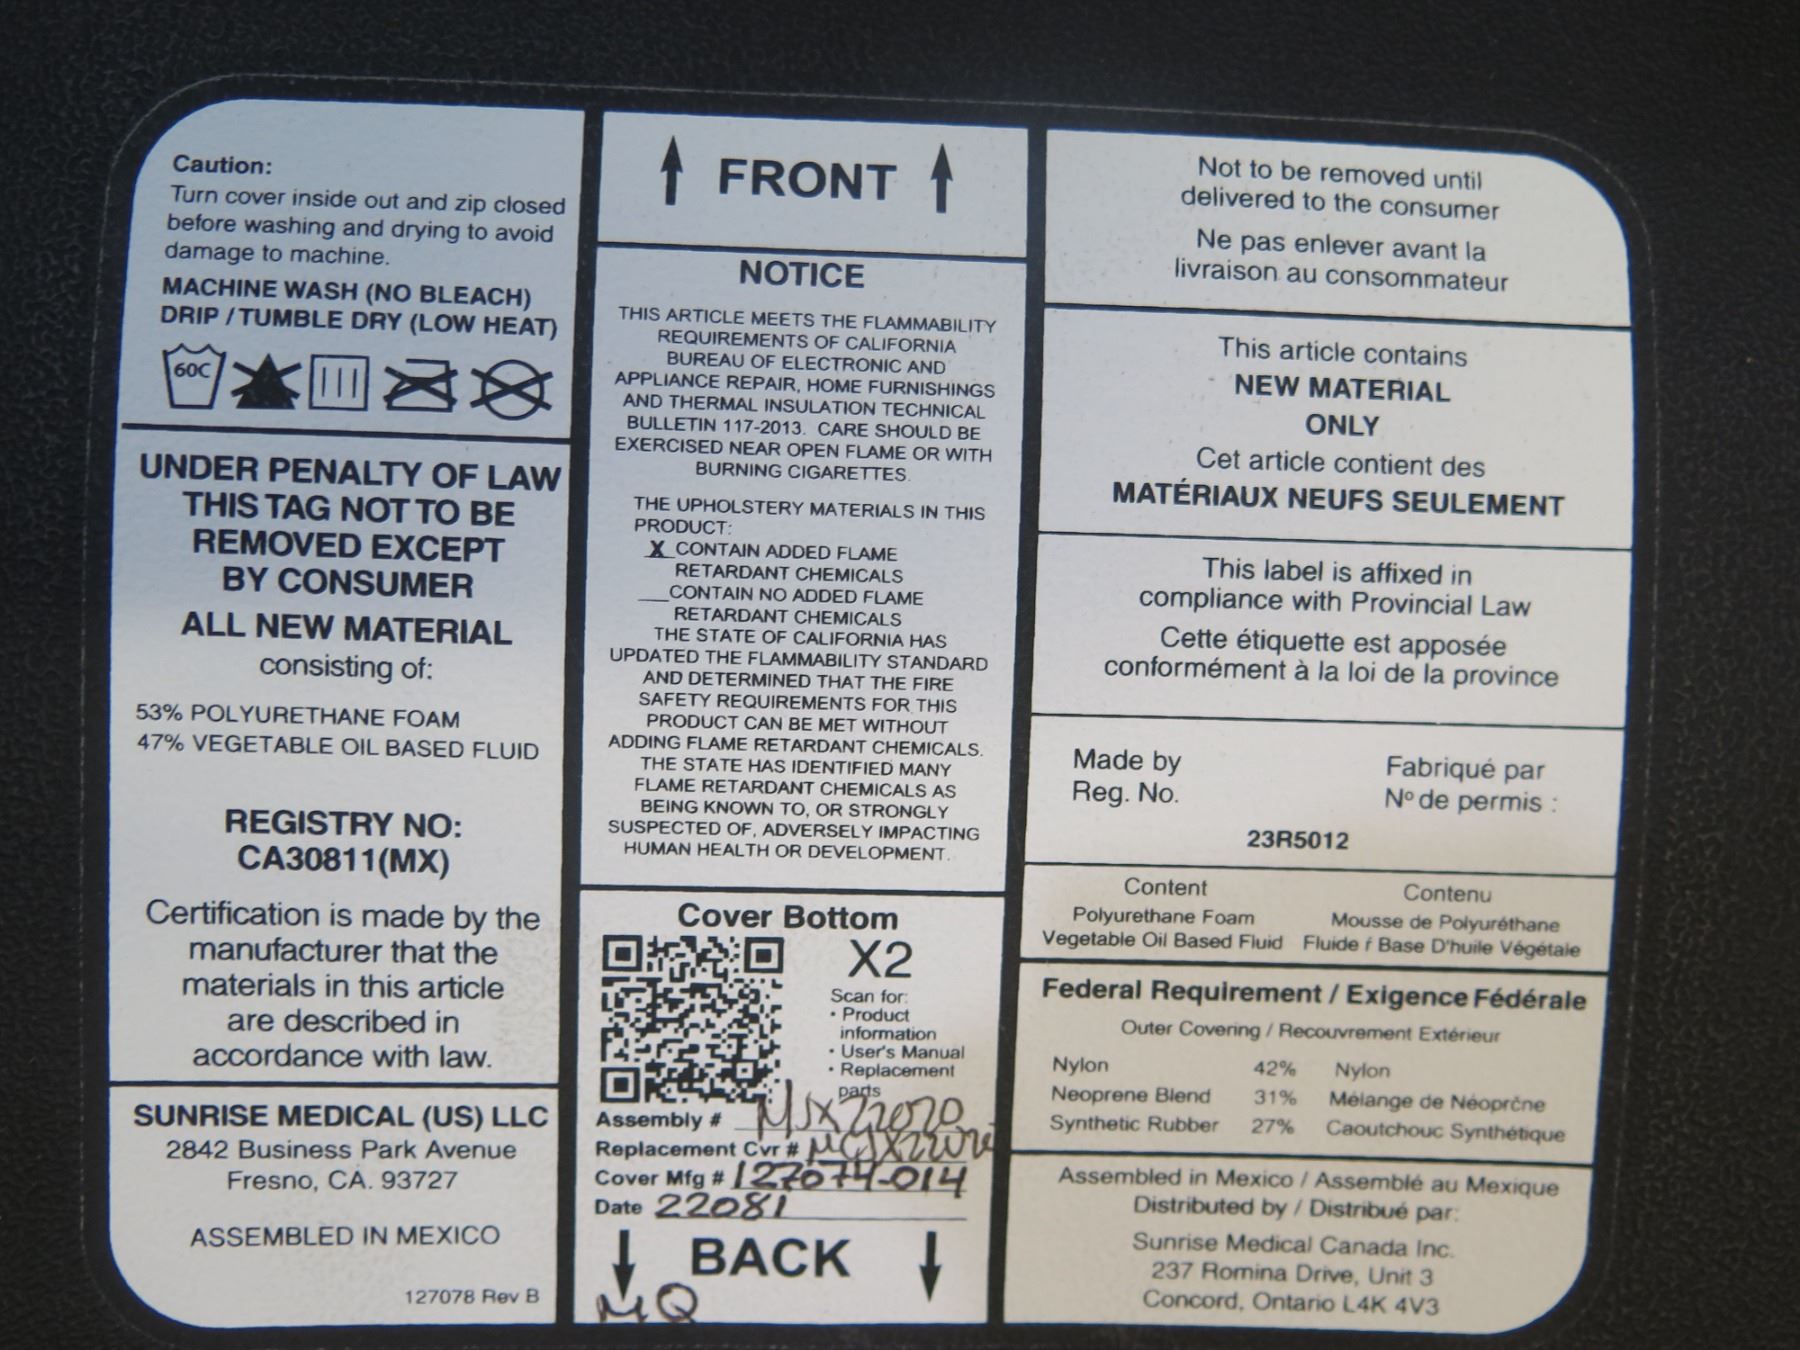 Caution:
Turn cover inside out and zip closed
before washing and drying to avoid
damage to machine.
MACHINE WASH (NO BLEACH)
DRIP / TUMBLE DRY (LOW HEAT)
60C
UNDER PENALTY OF LAW
THIS TAG NOT TO BE
REMOVED EXCEPT
BY CONSUMER
ALL NEW MATERIAL
consisting of:
53% POLYURETHANE FOAM
47% VEGETABLE OIL BASED FLUID
REGISTRY NO:
CA30811(MX)
Certification is made by the
manufacturer that the
materials in this article
are described in
accordance with law.
SUNRISE MEDICAL (US) LLC
2842 Business Park Avenue
Fresno, CA. 93727
ASSEMBLED IN MEXICO
127078 Rev B
FRONT
NOTICE
THIS ARTICLE MEETS THE FLAMMABILITY
REQUIREMENTS OF CALIFORNIA
BUREAU OF ELECTRONIC AND
APPLIANCE REPAIR, HOME FURNISHINGS
AND THERMAL INSULATION TECHNICAL
BULLETIN 117-2013. CARE SHOULD BE
EXERCISED NEAR OPEN FLAME OR WITH
BURNING CIGARETTES.
THE UPHOLSTERY MATERIALS IN THIS
PRODUCT:
X CONTAIN ADDED FLAME
RETARDANT CHEMICALS
___CONTAIN NO ADDED FLAME
RETARDANT CHEMICALS
THE STATE OF CALIFORNIA HAS
UPDATED THE FLAMMABILITY STANDARD
AND DETERMINED THAT THE FIRE
SAFETY REQUIREMENTS FOR THIS
PRODUCT CAN BE MET WITHOUT
ADDING FLAME RETARDANT CHEMICALS.
THE STATE HAS IDENTIFIED MANY
FLAME RETARDANT CHEMICALS AS
BEING KNOWN TO, OR STRONGLY
SUSPECTED OF, ADVERSELY IMPACTING
HUMAN HEALTH OR DEVELOPMENT.
Cover Bottom
X2
Scan for:
• Product
information
• User's Manual
• Replacement
parts
Assembly # MJX22020
Replacement Cvr #
Cover Mfg # 127074-014
Date 22081
BACK
MQ
Not to be removed until
delivered to the consumer
Ne pas enlever avant la
livraison au consommateur
This article contains
NEW MATERIAL
ONLY
Cet article contient des
MATÉRIAUX NEUFS SEULEMENT
This label is affixed in
compliance with Provincial Law
Cette étiquette est apposée
conformément à la loi de la province
Made by Fabriqué par
Reg. No. Nº de permis :
23R5012
Content Contenu
Polyurethane Foam Mousse de Polyuréthane
Vegetable Oil Based Fluid Fluide ŕ Base D'huile Végétale
Federal Requirement / Exigence Fédérale
Outer Covering / Recouvrement Extérieur
Nylon 42% Nylon
Neoprene Blend 31% Mélange de Néoprčne
Synthetic Rubber 27% Caoutchouc Synthétique
Assembled in Mexico / Assemblé au Mexique
Distributed by / Distribué par:
Sunrise Medical Canada Inc.
237 Romina Drive, Unit 3
Concord, Ontario L4K 4V3